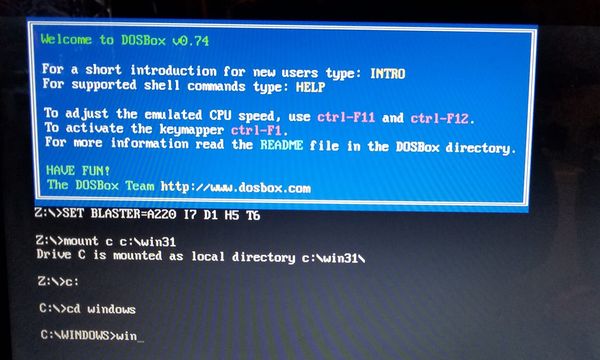 Welcome to DOSBox v0.74
For a short introduction for new users type: INTRO
For supported shell commands type: HELP
To adjust the emulated CPU speed, use ctrl-F11 and ctrl-F12.
To activate the keymapper ctrl-F1.
For more information read the README file in the DOSBox directory.
HAVE FUN!
The DOSBox Team http://www.dosbox.com
Z:\>SET BLASTER=A220 I7 D1 H5 T6
Z:\>mount c c:\win31
Drive C is mounted as local directory c:\win31\
Z:\>c:
C:\>cd windows
C:\WINDOWS>win_